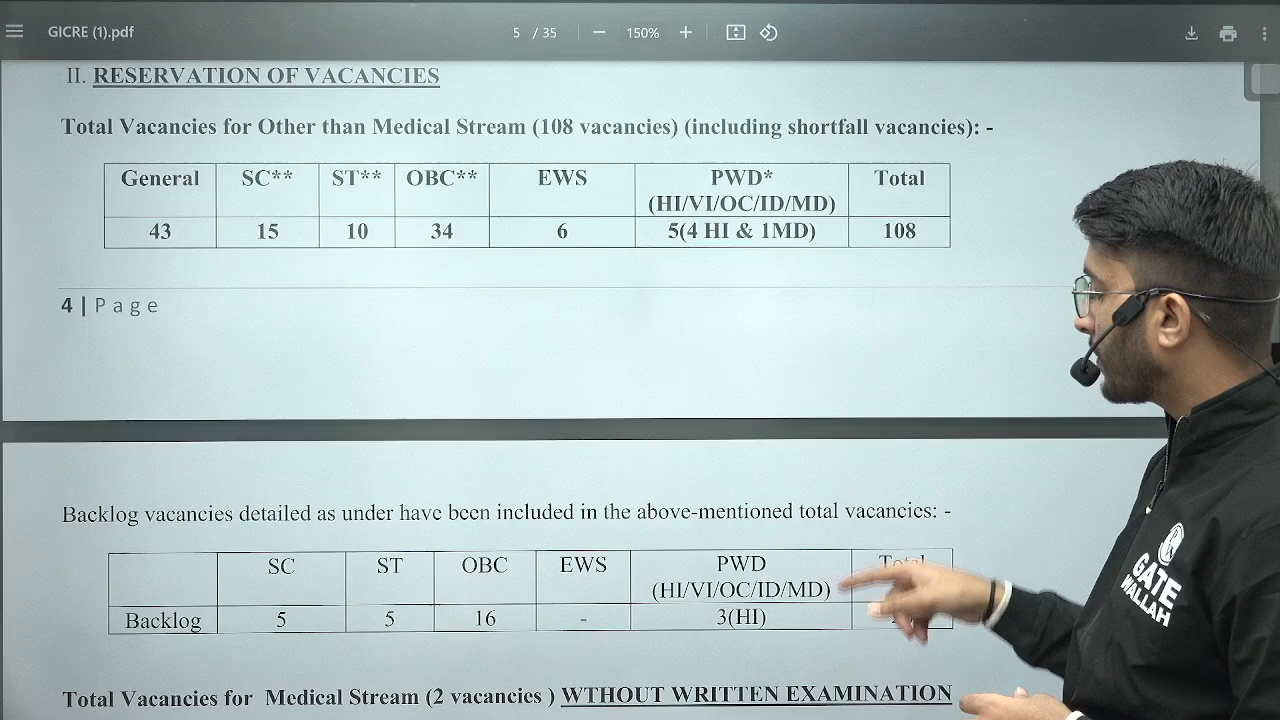 GICRE (1).pdf
5 / 35
150%
II. RESERVATION OF VACANCIES
Total Vacancies for Other than Medical Stream (108 vacancies) (including shortfall vacancies): -
General SC** ST** OBC** EWS PWD* (HI/VI/OC/ID/MD) Total
43 15 10 34 6 5(4 HI & 1MD) 108
4 | Page
Backlog vacancies detailed as under have been included in the above-mentioned total vacancies: -
SC ST OBC EWS PWD (HI/VI/OC/ID/MD) Total
Backlog 5 5 16 - 3(HI)
Total Vacancies for Medical Stream (2 vacancies ) WTHOUT WRITTEN EXAMINATION
GATE
WALLAH